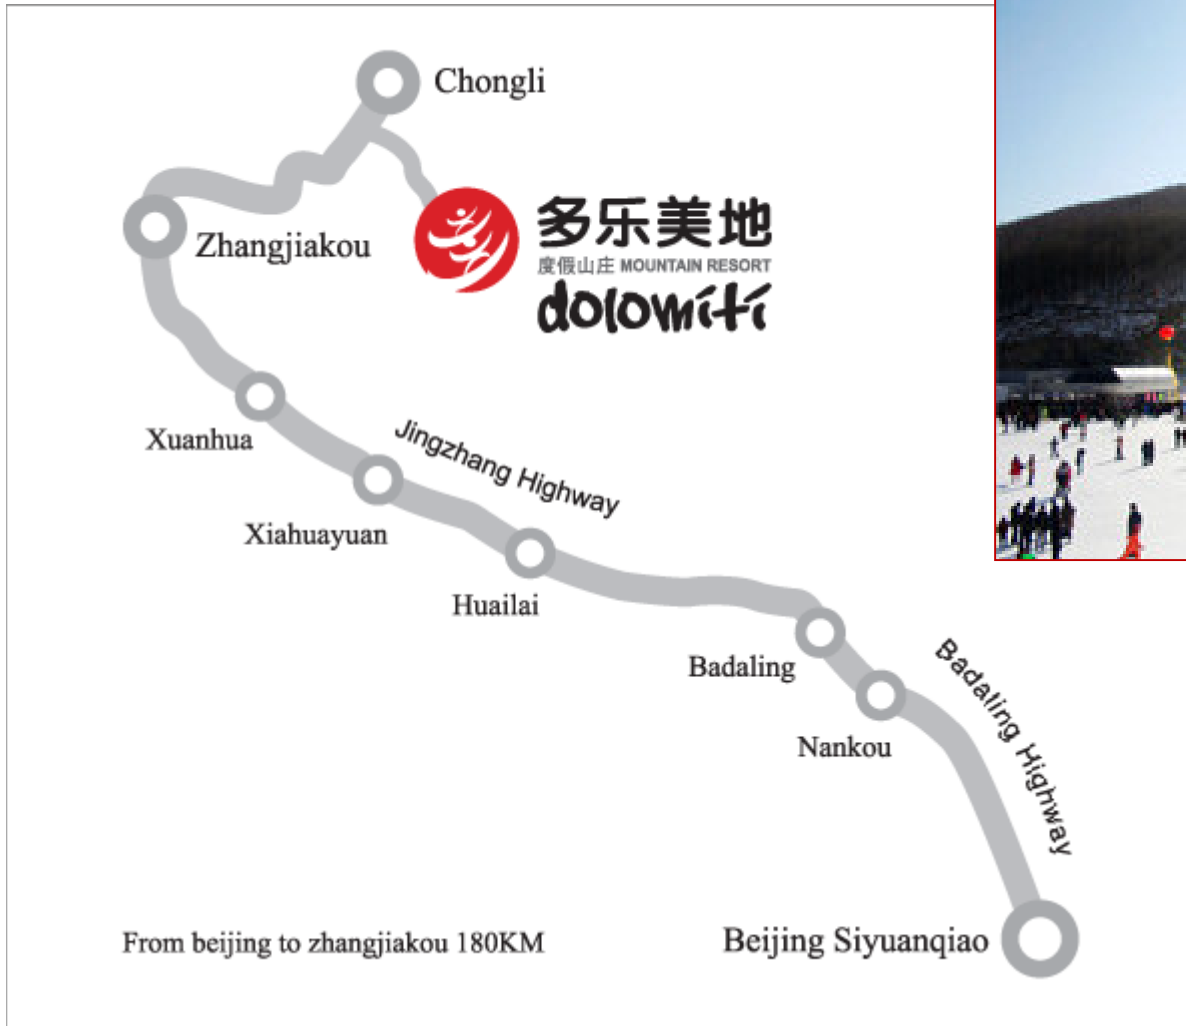 Chongli
多乐美地
Zhangjiakou
度假山庄 MOUNTAIN RESORT
dolomiti
Xuanhua
Jingzhang Highway
Xiahuayuan
Huailai
Badaling
Badaling Highway
Nankou
From beijing to zhangjiakou 180KM
Beijing Siyuanqiao